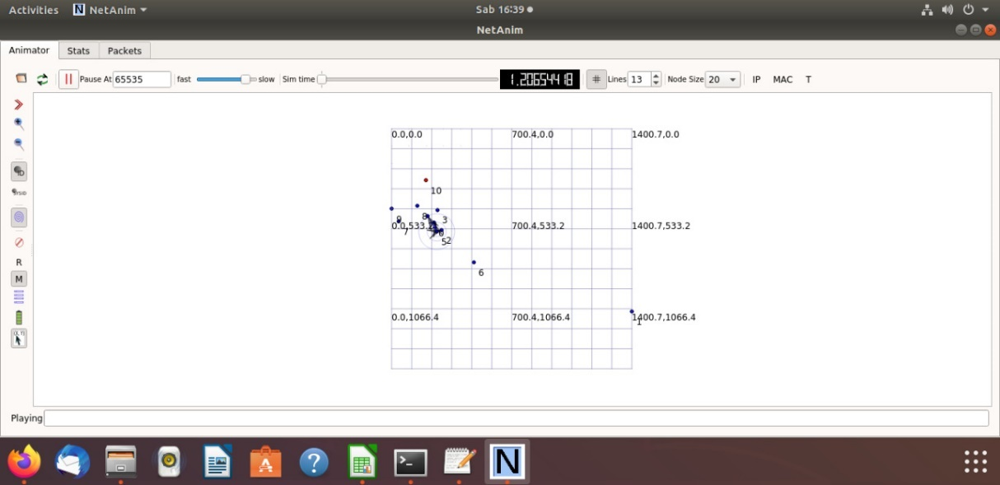 Activities NetAnim Sab 16:39
NetAnim
Animator Stats Packets
Pause At 65535 fast slow Sim time 1.20654418 # Lines 13 Node Size 20 IP MAC T
0.0,0.0 700.4,0.0 1400.7,0.0
10
8 3
9
0.0,533.2 700.4,533.2 1400.7,533.2
7 0
5 2
6
0.0,1066.4 700.4,1066.4 1400.7,1066.4
1
R
M
Playing